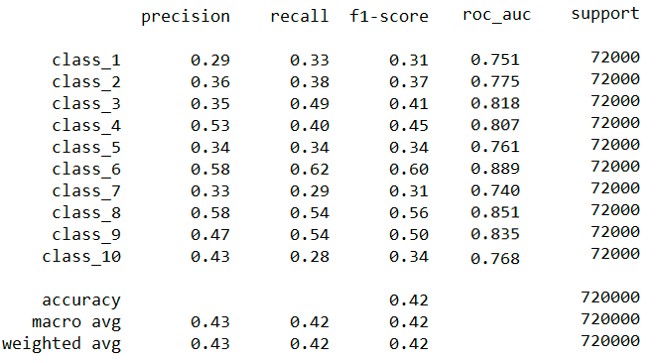 precision recall f1-score roc_auc support
class_1 0.29 0.33 0.31 0.751 72000
class_2 0.36 0.38 0.37 0.775 72000
class_3 0.35 0.49 0.41 0.818 72000
class_4 0.53 0.40 0.45 0.807 72000
class_5 0.34 0.34 0.34 0.761 72000
class_6 0.58 0.62 0.60 0.889 72000
class_7 0.33 0.29 0.31 0.740 72000
class_8 0.58 0.54 0.56 0.851 72000
class_9 0.47 0.54 0.50 0.835 72000
class_10 0.43 0.28 0.34 0.768 72000
accuracy 0.42 720000
macro avg 0.43 0.42 0.42 720000
weighted avg 0.43 0.42 0.42 720000